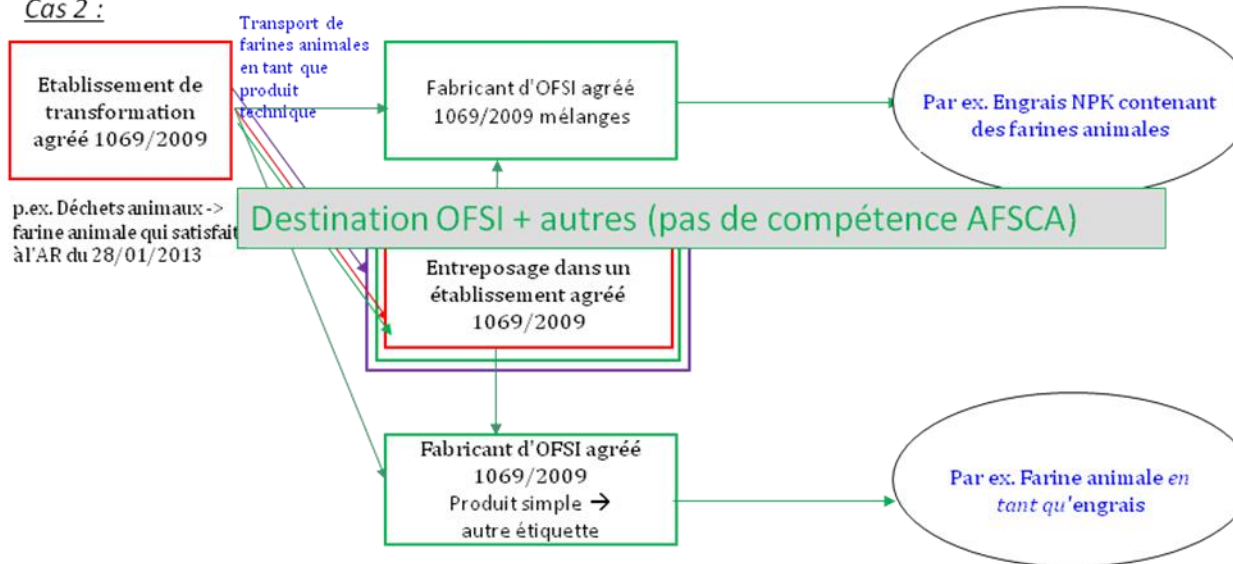 Cas 2 :
Transport de
farines animales
en tant que
produit
technique
Etablissement de
transformation
agréé 1069/2009
Fabricant d'OFSI agréé
1069/2009 mélanges
Par ex. Engrais NPK contenant
des farines animales
p.ex. Déchets animaux ->
farine animale qui satisfait
à l'AR du 28/01/2013
Destination OFSI + autres (pas de compétence AFSCA)
Entreposage dans un
établissement agréé
1069/2009
Fabricant d'OFSI agréé
1069/2009
Produit simple →
autre étiquette
Par ex. Farine animale en
tant qu'engrais